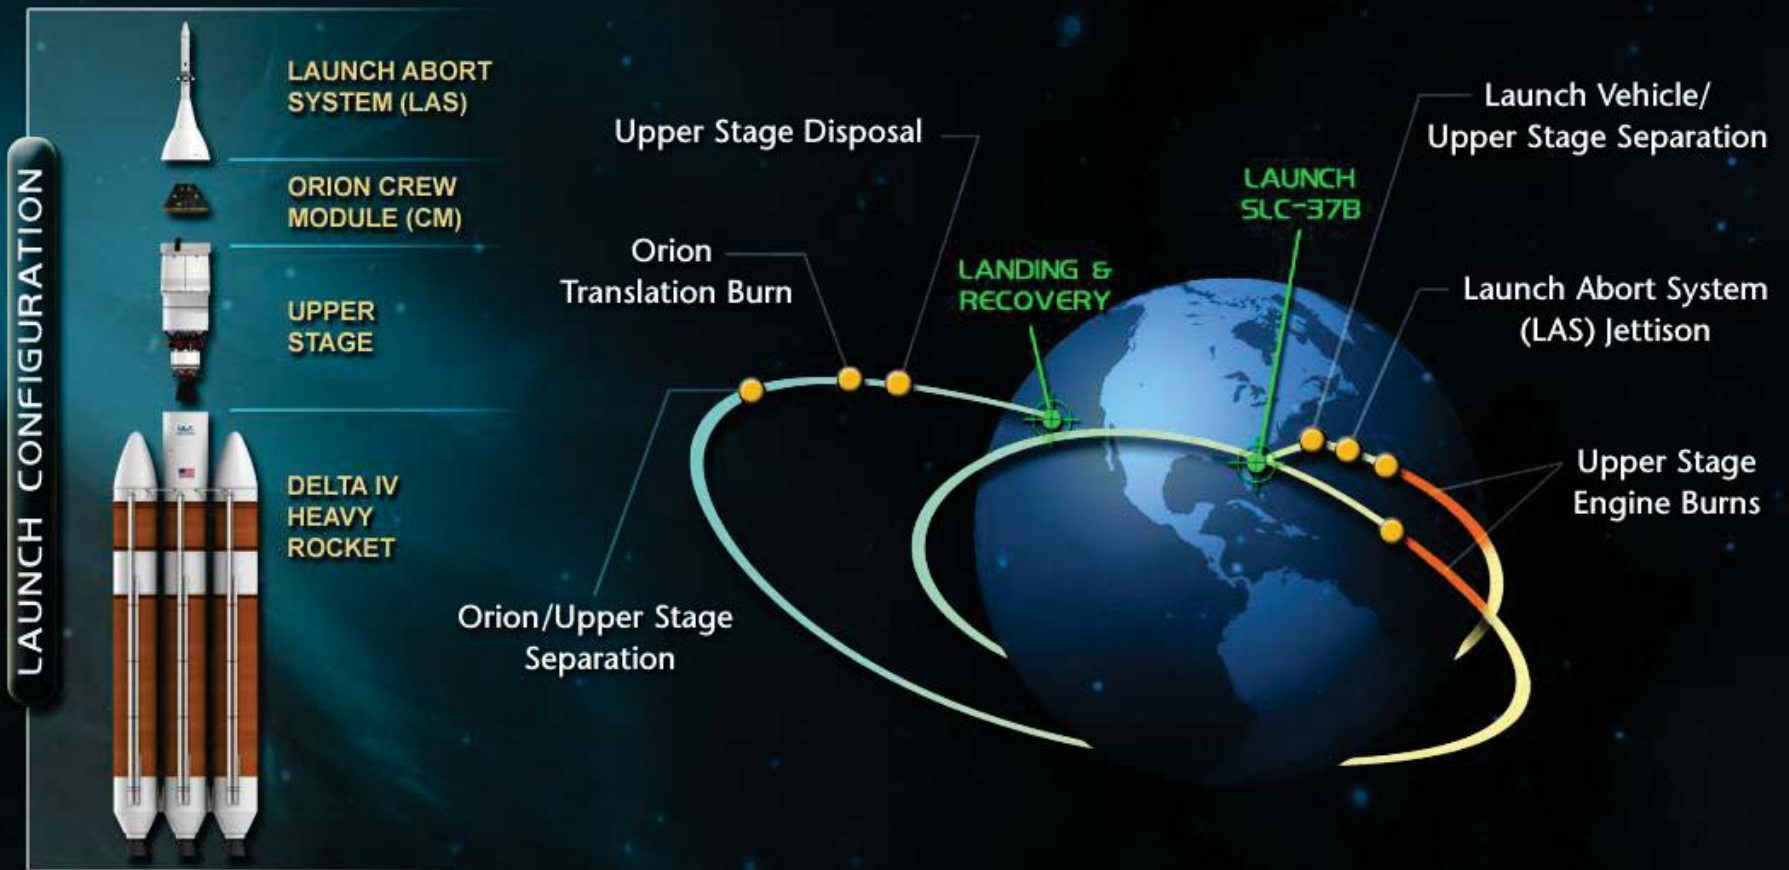 LAUNCH CONFIGURATION
LAUNCH ABORT
SYSTEM (LAS)
ORION CREW
MODULE (CM)
UPPER
STAGE
DELTA IV
HEAVY
ROCKET
Upper Stage Disposal
Orion
Translation Burn
LANDING &
RECOVERY
Orion/Upper Stage
Separation
LAUNCH
SLC-37B
Launch Vehicle/
Upper Stage Separation
Launch Abort System
(LAS) Jettison
Upper Stage
Engine Burns